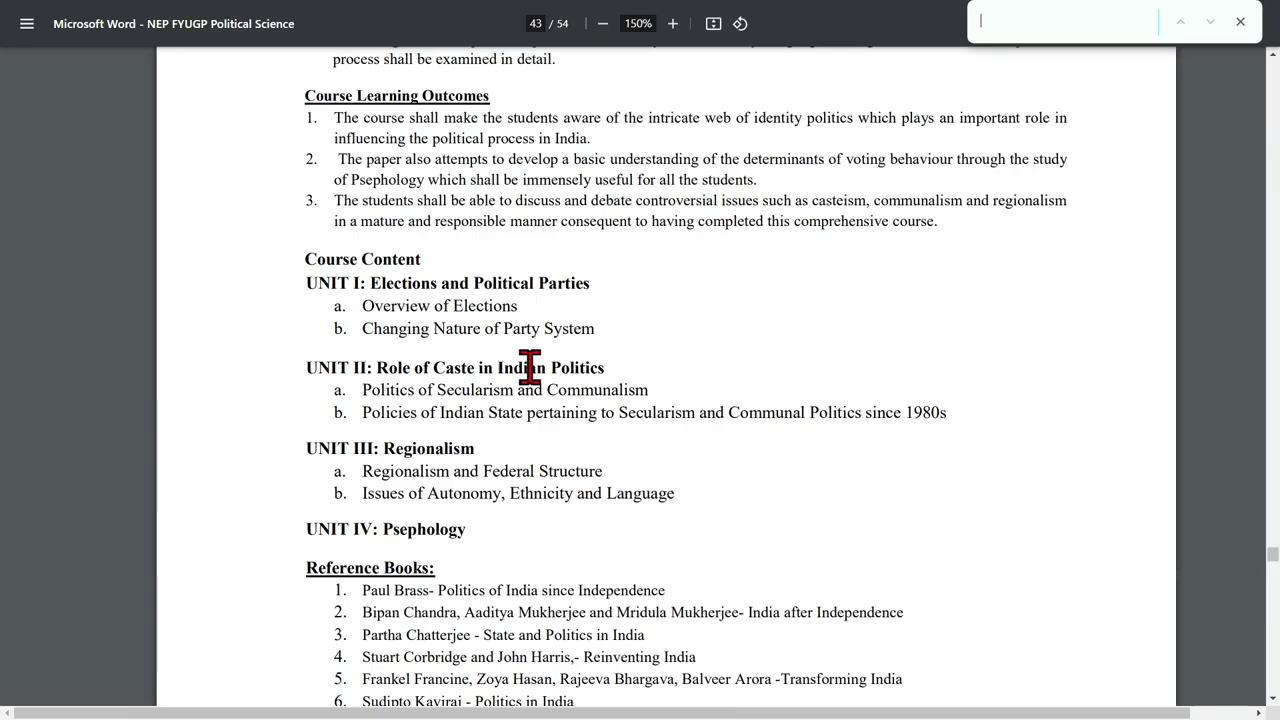 Microsoft Word - NEP FYUGP Political Science
43 / 54
150%
process shall be examined in detail.
Course Learning Outcomes
1. The course shall make the students aware of the intricate web of identity politics which plays an important role in
influencing the political process in India.
2. The paper also attempts to develop a basic understanding of the determinants of voting behaviour through the study
of Psephology which shall be immensely useful for all the students.
3. The students shall be able to discuss and debate controversial issues such as casteism, communalism and regionalism
in a mature and responsible manner consequent to having completed this comprehensive course.
Course Content
UNIT I: Elections and Political Parties
a. Overview of Elections
b. Changing Nature of Party System
UNIT II: Role of Caste in Indian Politics
a. Politics of Secularism and Communalism
b. Policies of Indian State pertaining to Secularism and Communal Politics since 1980s
UNIT III: Regionalism
a. Regionalism and Federal Structure
b. Issues of Autonomy, Ethnicity and Language
UNIT IV: Psephology
Reference Books:
1. Paul Brass- Politics of India since Independence
2. Bipan Chandra, Aaditya Mukherjee and Mridula Mukherjee- India after Independence
3. Partha Chatterjee - State and Politics in India
4. Stuart Corbridge and John Harris,- Reinventing India
5. Frankel Francine, Zoya Hasan, Rajeeva Bhargava, Balveer Arora -Transforming India
6. Sudipto Kaviraj - Politics in India